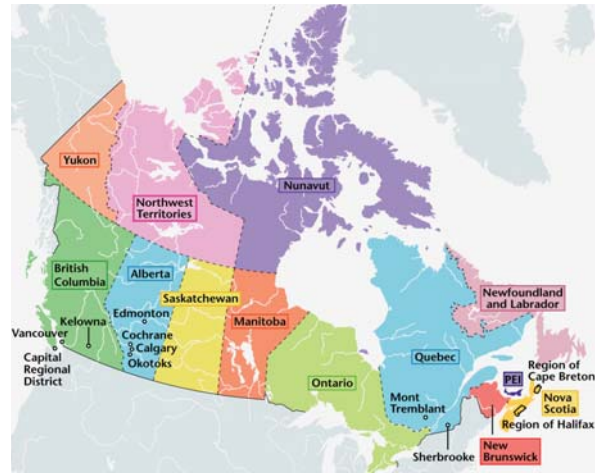 Yukon
Northwest
Territories
Nunavut
British
Columbia
Alberta
Saskatchewan
Manitoba
Newfoundland
and Labrador
Edmonton
Kelowna
Vancouver
Cochrane
Calgary
Okotoks
Capital
Regional
District
Ontario
Quebec
Mont
Tremblant
Sherbrooke
PEI
Region of
Cape Breton
Nova
Scotia
Region of Halifax
New
Brunswick